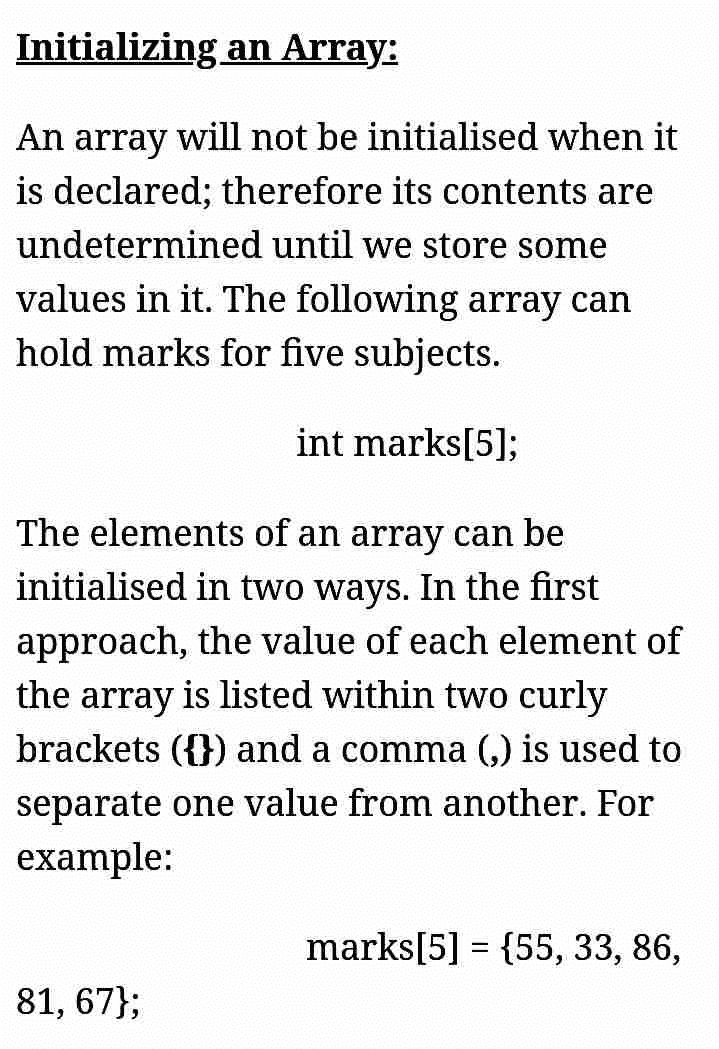 Initializing an Array:
An array will not be initialised when it
is declared; therefore its contents are
undetermined until we store some
values in it. The following array can
hold marks for five subjects.
int marks[5];
The elements of an array can be
initialised in two ways. In the first
approach, the value of each element of
the array is listed within two curly
brackets ({}) and a comma (,) is used to
separate one value from another. For
example:
marks[5] = {55, 33, 86,
81, 67};